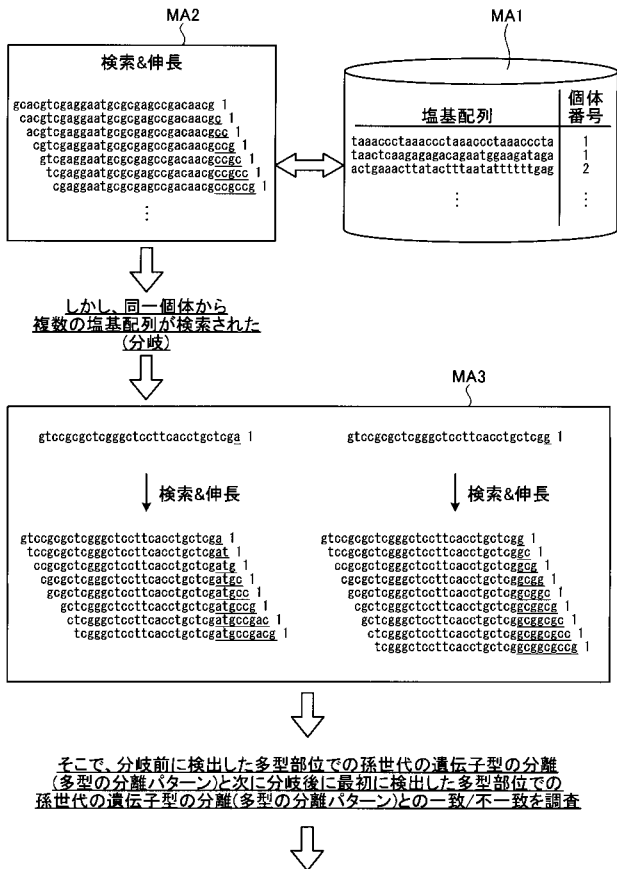 MA2
MA1
検索&伸長
gcacgtcgaggaatgcgcgagccgacaacg 1
cacgtcgaggaatgcgcgagccgacaacgc 1
acgtcgaggaatgcgcgagccgacaacgcc 1
cgtcgaggaatgcgcgagccgacaacgccg 1
gtcgaggaatgcgcgagccgacaacgccgc 1
tcgaggaatgcgcgagccgacaacgccgcc 1
cgaggaatgcgcgagccgacaacgccgccg 1
⋮
塩基配列
個体
番号
taaaccctaaaccctaaaccctaaacccta 1
taactcaagagagacagaatggaagataga 1
actgaaacttatactttaatatttttttgag 2
⋮ ⋮
しかし、同一個体から
複数の塩基配列が検索された
(分岐)
MA3
gtccgcgctcgggctccttcacctgctcga 1
gtccgcgctcgggctccttcacctgctcgg 1
検索&伸長
検索&伸長
gtccgcgctcgggctccttcacctgctcga 1
tccgcgctcgggctccttcacctgctcgat 1
ccgcgctcgggctccttcacctgctcgatg 1
cgcgctcgggctccttcacctgctcgatgc 1
gcgctcgggctccttcacctgctcgatgcc 1
gctcgggctccttcacctgctcgatgccg 1
ctcgggctccttcacctgctcgatgccgac 1
tcgggctccttcacctgctcgatgccgacg 1
gtccgcgctcgggctccttcacctgctcgg 1
tccgcgctcgggctccttcacctgctcggc 1
ccgcgctcgggctccttcacctgctcggcg 1
cgcgctcgggctccttcacctgctcggcgg 1
gcgctcgggctccttcacctgctcggcggc 1
cgctcgggctccttcacctgctcggcggcg 1
gctcgggctccttcacctgctcggcggcgc 1
ctcgggctccttcacctgctcggcggcgcc 1
tcgggctccttcacctgctcggcggcgccg 1
そこで、分岐前に検出した多型部位での孫世代の遺伝子型の分離
(多型の分離パターン)と次に分岐後に最初に検出した多型部位での
孫世代の遺伝子型の分離(多型の分離パターン)との一致/不一致を調査